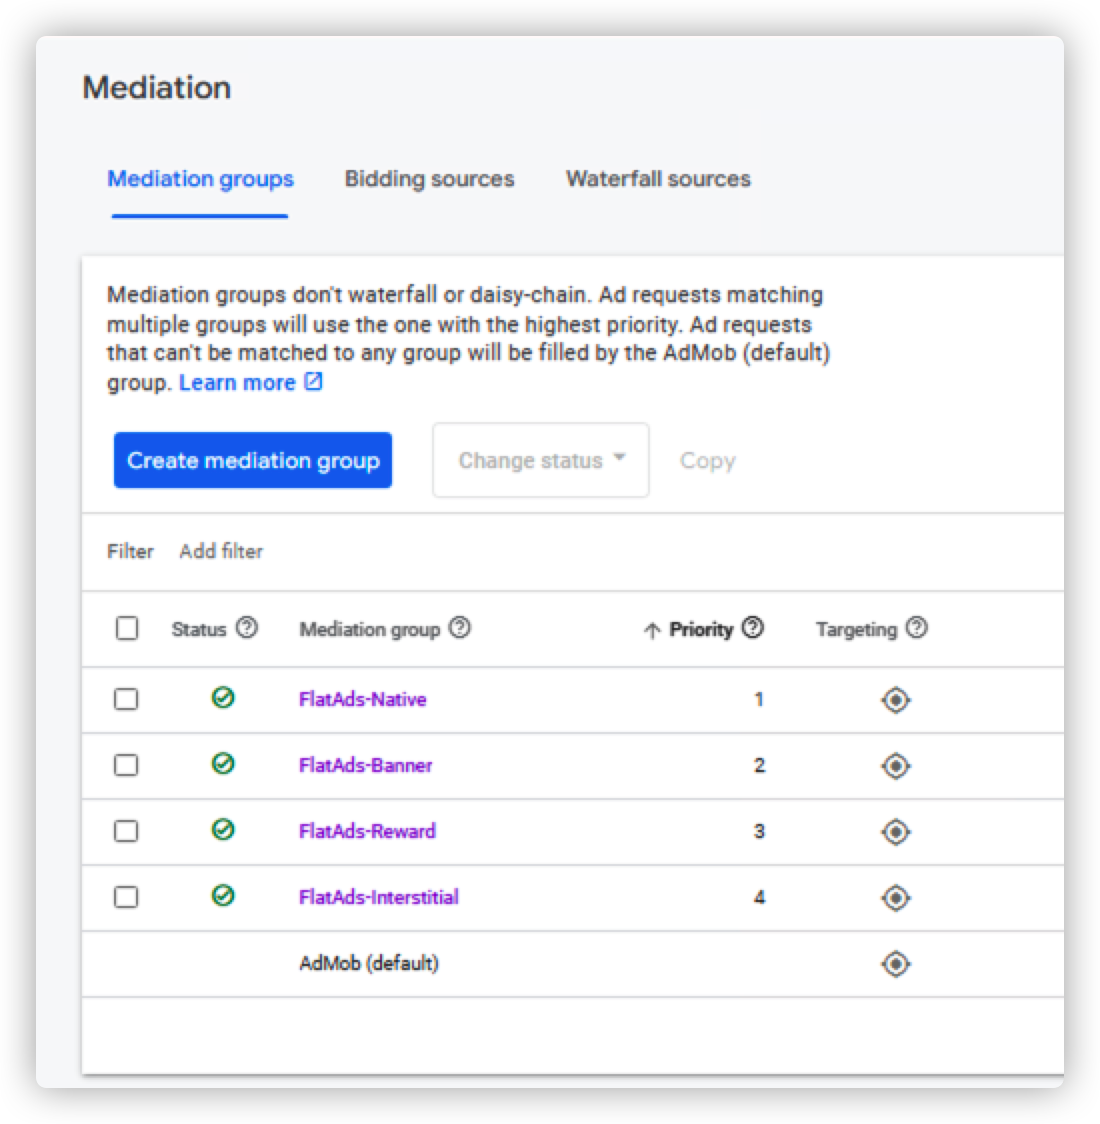 Mediation
Mediation groups Bidding sources Waterfall sources
Mediation groups don't waterfall or daisy-chain. Ad requests matching
multiple groups will use the one with the highest priority. Ad requests
that can't be matched to any group will be filled by the AdMob (default)
group. Learn more
Create mediation group Change status Copy
Filter Add filter
Status Mediation group Priority Targeting
FlatAds-Native 1
FlatAds-Banner 2
FlatAds-Reward 3
FlatAds-Interstitial 4
AdMob (default)